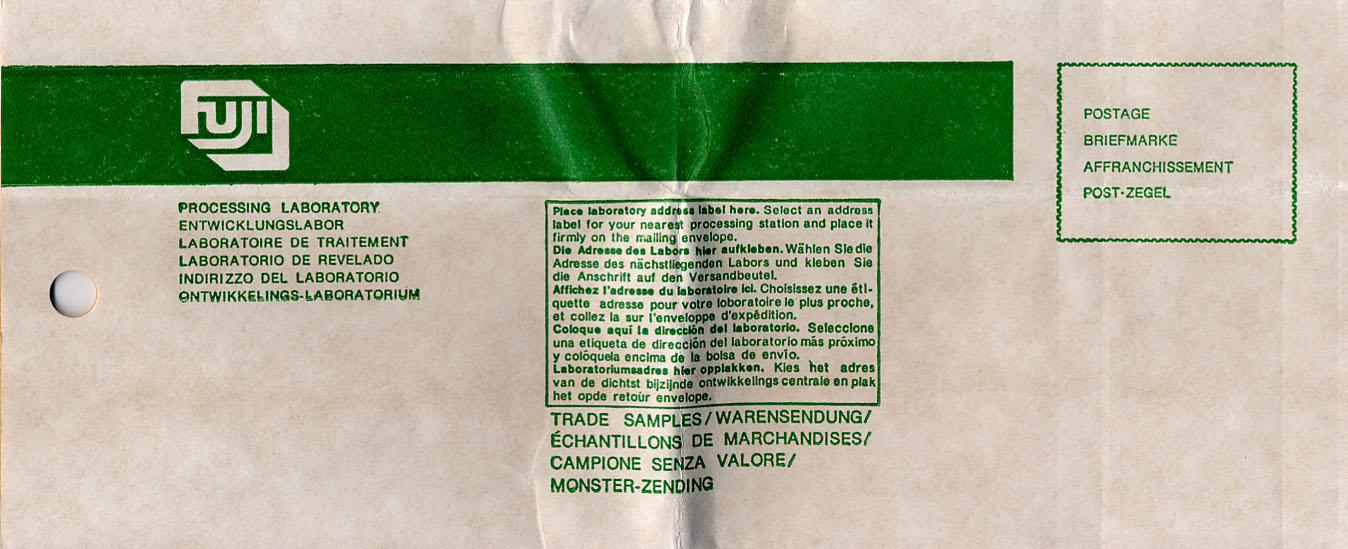 FUJI
POSTAGE
BRIEFMARKE
AFFRANCHISSEMENT
POST-ZEGEL
PROCESSING LABORATORY
ENTWICKLUNGSLABOR
LABORATOIRE DE TRAITEMENT
LABORATORIO DE REVELADO
INDIRIZZO DEL LABORATORIO
ONTWIKKELINGS-LABORATORIUM
Place laboratory address label here. Select an address
label for your nearest processing station and place it
firmly on the mailing envelope.
Die Adresse des Labors hier aufkleben. Wählen Sie die
Adresse des nächstliegenden Labors und kleben Sie
die Anschrift auf den Versandbeutel.
Affichez l'adresse du laboratoire ici. Choisissez une éti-
quette adresse pour votre loboratoire le plus proche,
et collez la sur l'enveloppe d'expédition.
Coloque aquí la dirección del laboratorio. Seleccione
una etiqueta de dirección del laboratorio más próximo
y colóquela encima de la bolsa de envío.
Laboratoriumsadres hier opplakken. Kies het adres
van de dichtst bijzijnde ontwikkelings centrale en plak
het opde retoùr envelope.
TRADE SAMPLES/WARENSENDUNG/
ÉCHANTILLONS DE MARCHANDISES/
CAMPIONE SENZA VALORE/
MONSTER-ZENDING